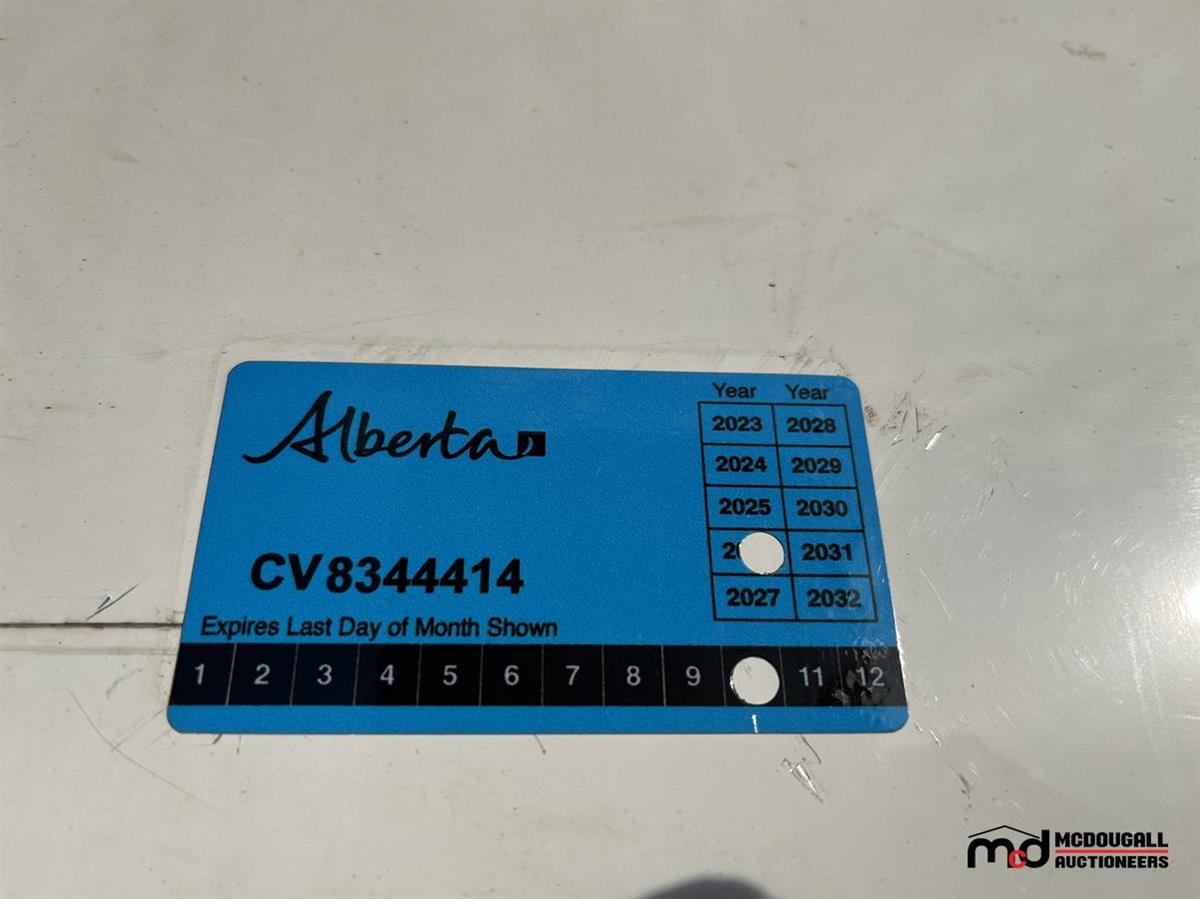 Alberta
Year Year
2023 2028
2024 2029
2025 2030
2031
2027 2032
CV8344414
Expires Last Day of Month Shown
1 2 3 4 5 6 7 8 9 11 12
mcd MCDOUGALL
AUCTIONEERS